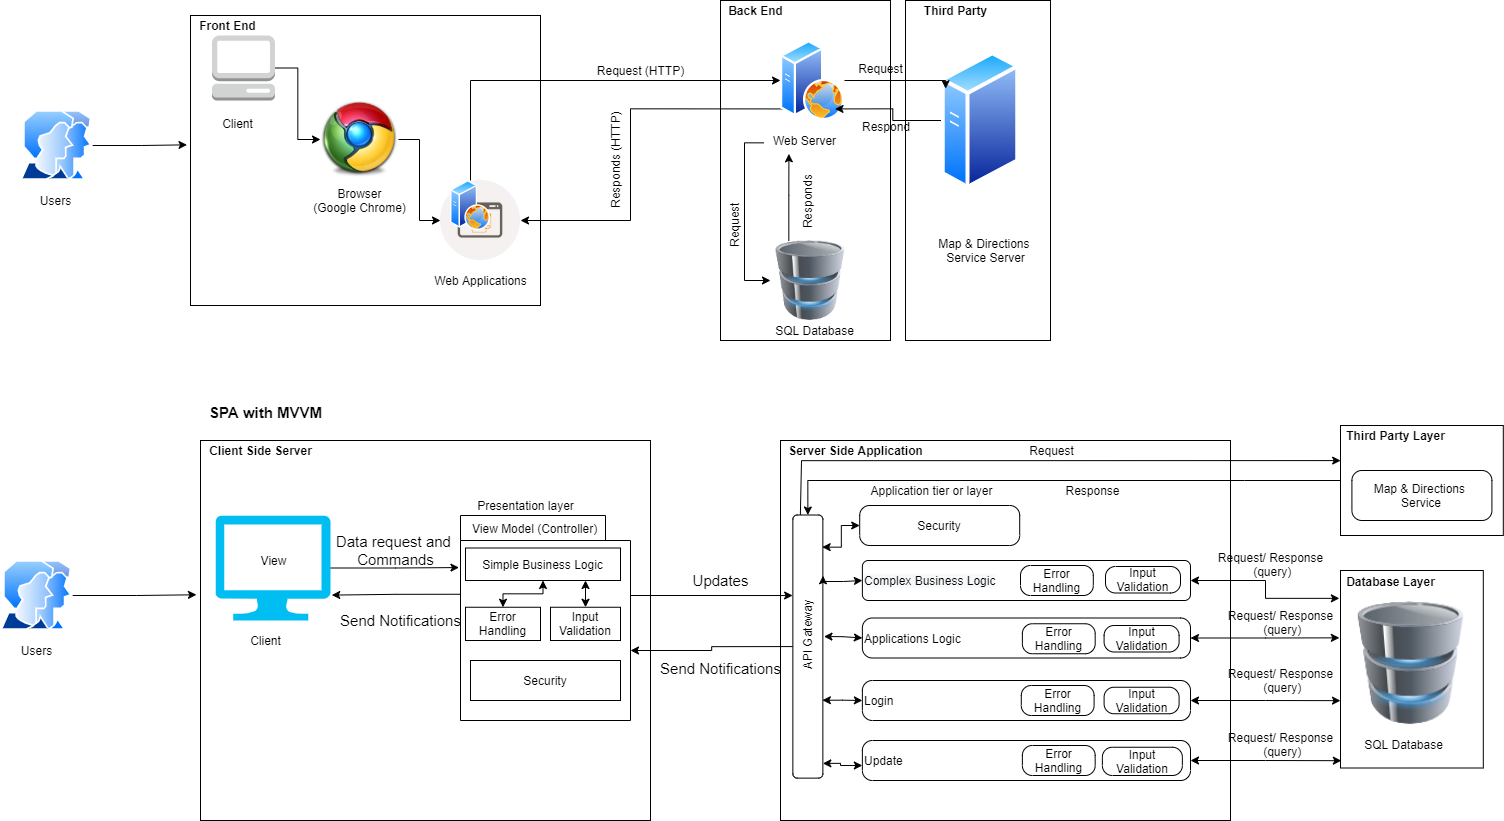 Front End
Client
Users
Browser
(Google Chrome)
Web Applications
Request (HTTP)
Responds (HTTP)
Back End
Web Server
Request
Responds
SQL Database
Third Party
Request
Respond
Map & Directions
Service Server
SPA with MVVM
Client Side Server
Users
View
Client
Data request and
Commands
Send Notifications
Presentation layer
View Model (Controller)
Simple Business Logic
Error
Handling
Input
Validation
Security
Updates
Send Notifications
Server Side Application
Request
Application tier or layer
Response
API Gateway
Security
Complex Business Logic
Error
Handling
Input
Validation
Applications Logic
Error
Handling
Input
Validation
Login
Error
Handling
Input
Validation
Update
Error
Handling
Input
Validation
Third Party Layer
Map & Directions
Service
Request/ Response
(query)
Request/ Response
(query)
Request/ Response
(query)
Request/ Response
(query)
Database Layer
SQL Database